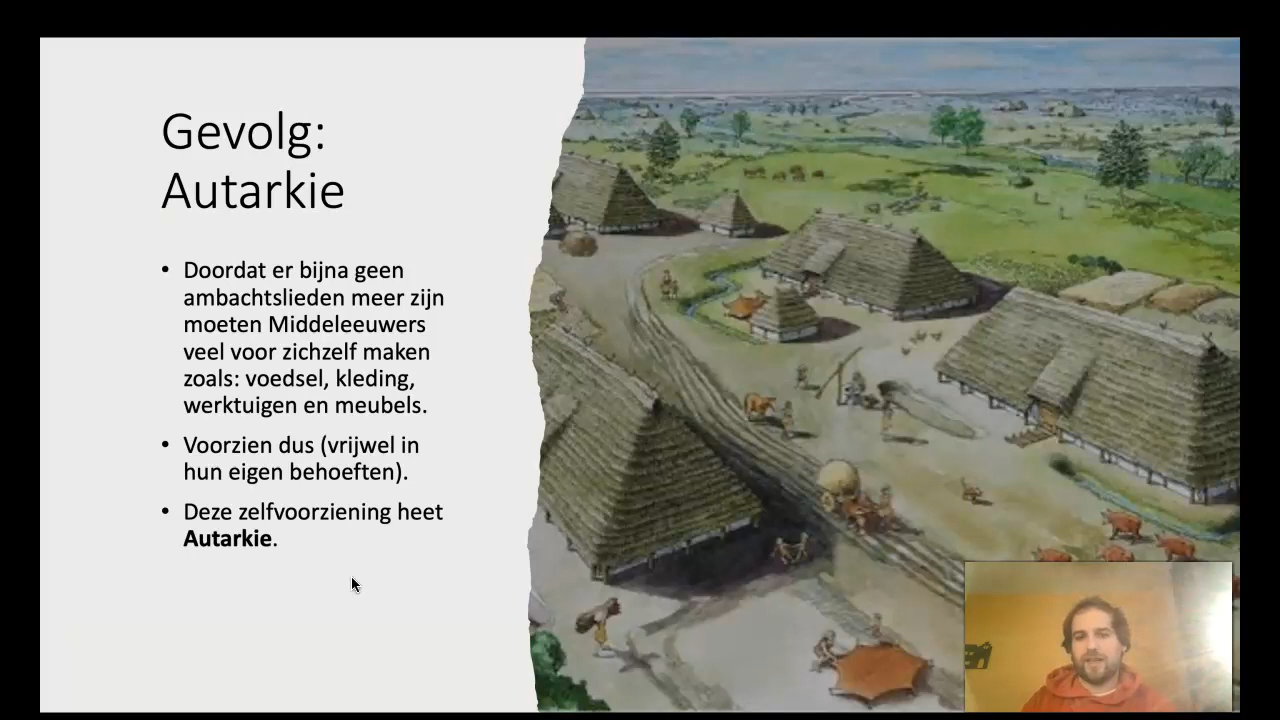 Gevolg:
Autarkie
• Doordat er bijna geen
ambachtslieden meer zijn
moeten Middeleeuwers
veel voor zichzelf maken
zoals: voedsel, kleding,
werktuigen en meubels.
• Voorzien dus (vrijwel in
hun eigen behoeften).
• Deze zelfvoorziening heet
Autarkie.